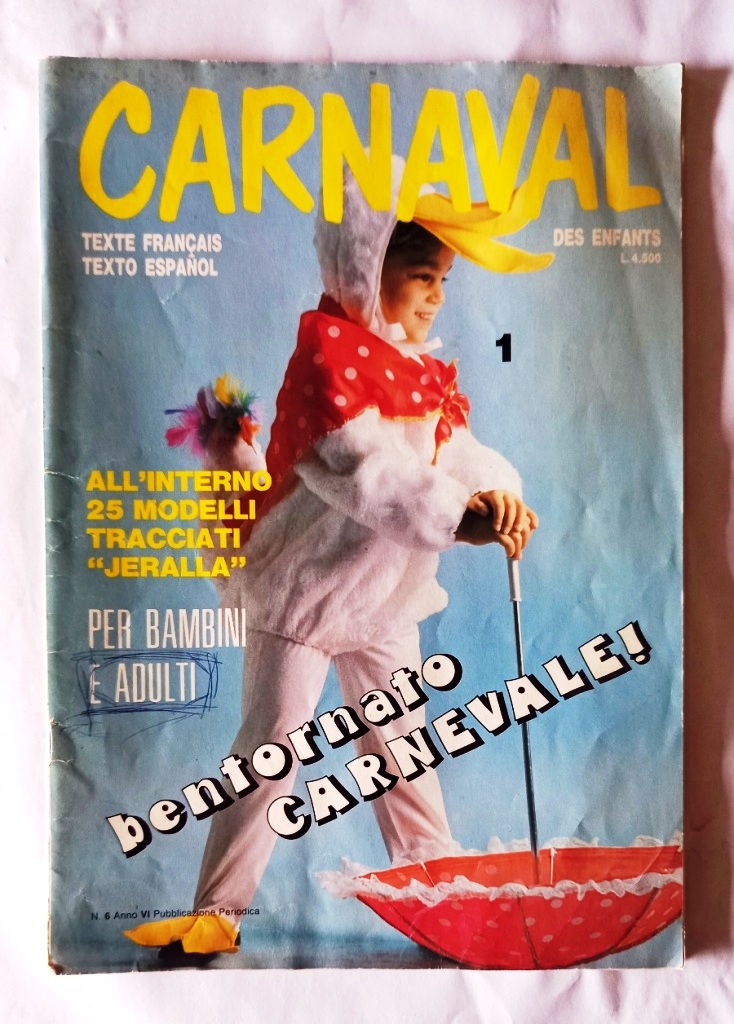 CARNAVAL
TEXTE FRANÇAIS
TEXTO ESPAÑOL
DES ENFANTS
L. 4.500
1
ALL'INTERNO
25 MODELLI
TRACCIATI
“JERALLA”
PER BAMBINI
E ADULTI
bentornato
CARNEVALE!
N. 6 Anno VI Pubblicazione Periodica